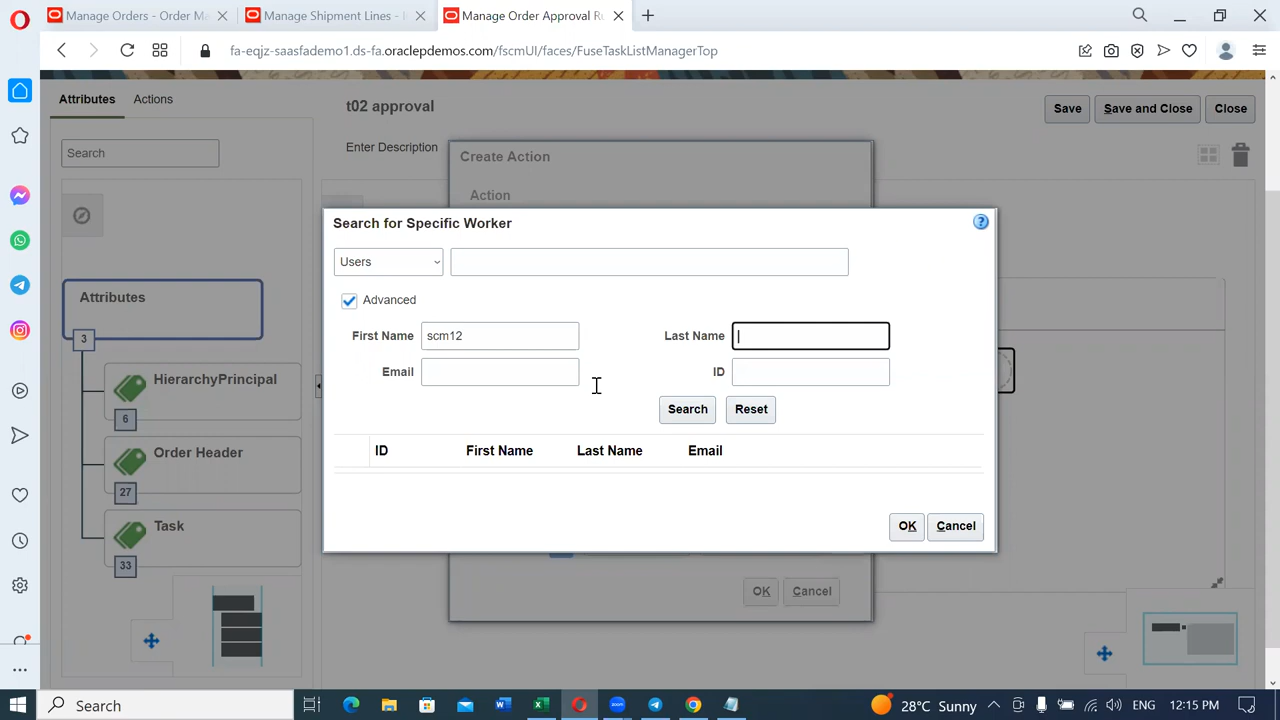 Manage Orders - Order Ma
Manage Shipment Lines -
Manage Order Approval Ru
fa-eqjz-saasfademo1.ds-fa.oraclepdemos.com/fscmUI/faces/FuseTaskListManagerTop
Attributes
Actions
t02 approval
Save
Save and Close
Close
Search
Enter Description
Create Action
Action
Search for Specific Worker
Users
Advanced
First Name
scm12
Last Name
Email
ID
Search
Reset
ID
First Name
Last Name
Email
OK
Cancel
OK
Cancel
Attributes
3
HierarchyPrincipal
6
Order Header
27
Task
33
Search
28°C Sunny
ENG
12:15 PM